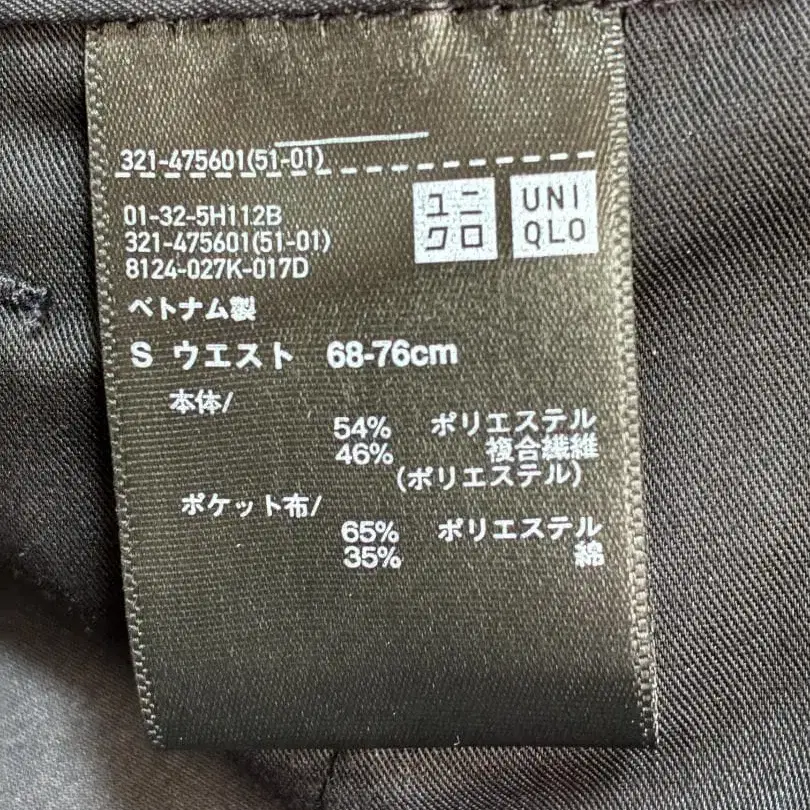 321-475601(51-01)
ユニ
クロ
UNI
QLO
01-32-5H112B
321-475601(51-01)
8124-027K-017D
ベトナム製
S ウエスト 68-76cm
本体/
54% ポリエステル
46% 複合繊維
(ポリエステル)
ポケット布/
65% ポリエステル
35% 綿